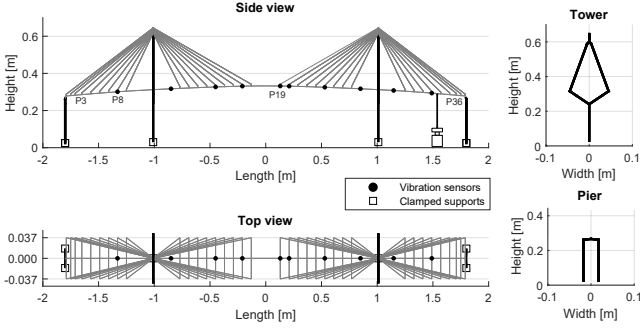 Side view
Height [m]
0.6
0.4
0.2
0
P3
P8
P19
P36
-2
-1.5
-1
-0.5
0
0.5
1
1.5
2
Length [m]
Vibration sensors
Clamped supports
Top view
0.037
0.000
-0.037
-2
-1.5
-1
-0.5
0
0.5
1
1.5
2
Length [m]
Tower
Height [m]
0.6
0.4
0.2
0
-0.1
0
0.1
Width [m]
Pier
Height [m]
0.4
0.2
0
-0.1
0
0.1
Width [m]